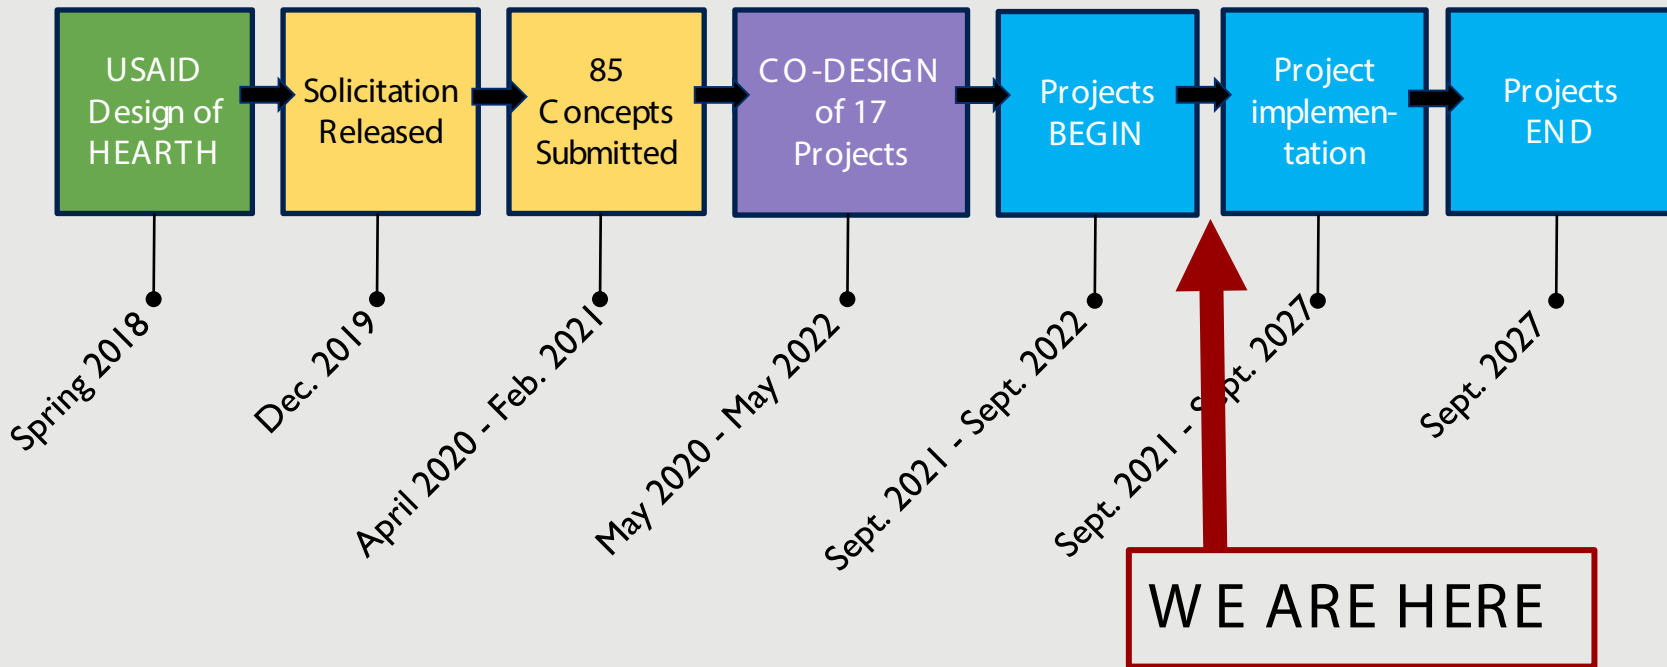 USAID
Design of
HEARTH
Solicitation
Released
85
Concepts
Submitted
CO-DESIGN
of 17
Projects
Projects
BEGIN
Project
implemen-
tation
Projects
END
Spring 2018
Dec. 2019
April 2020 - Feb. 2021
May 2020 - May 2022
Sept. 2021 - Sept. 2022
Sept. 2021 - Sept. 2027
Sept. 2027
WE ARE HERE